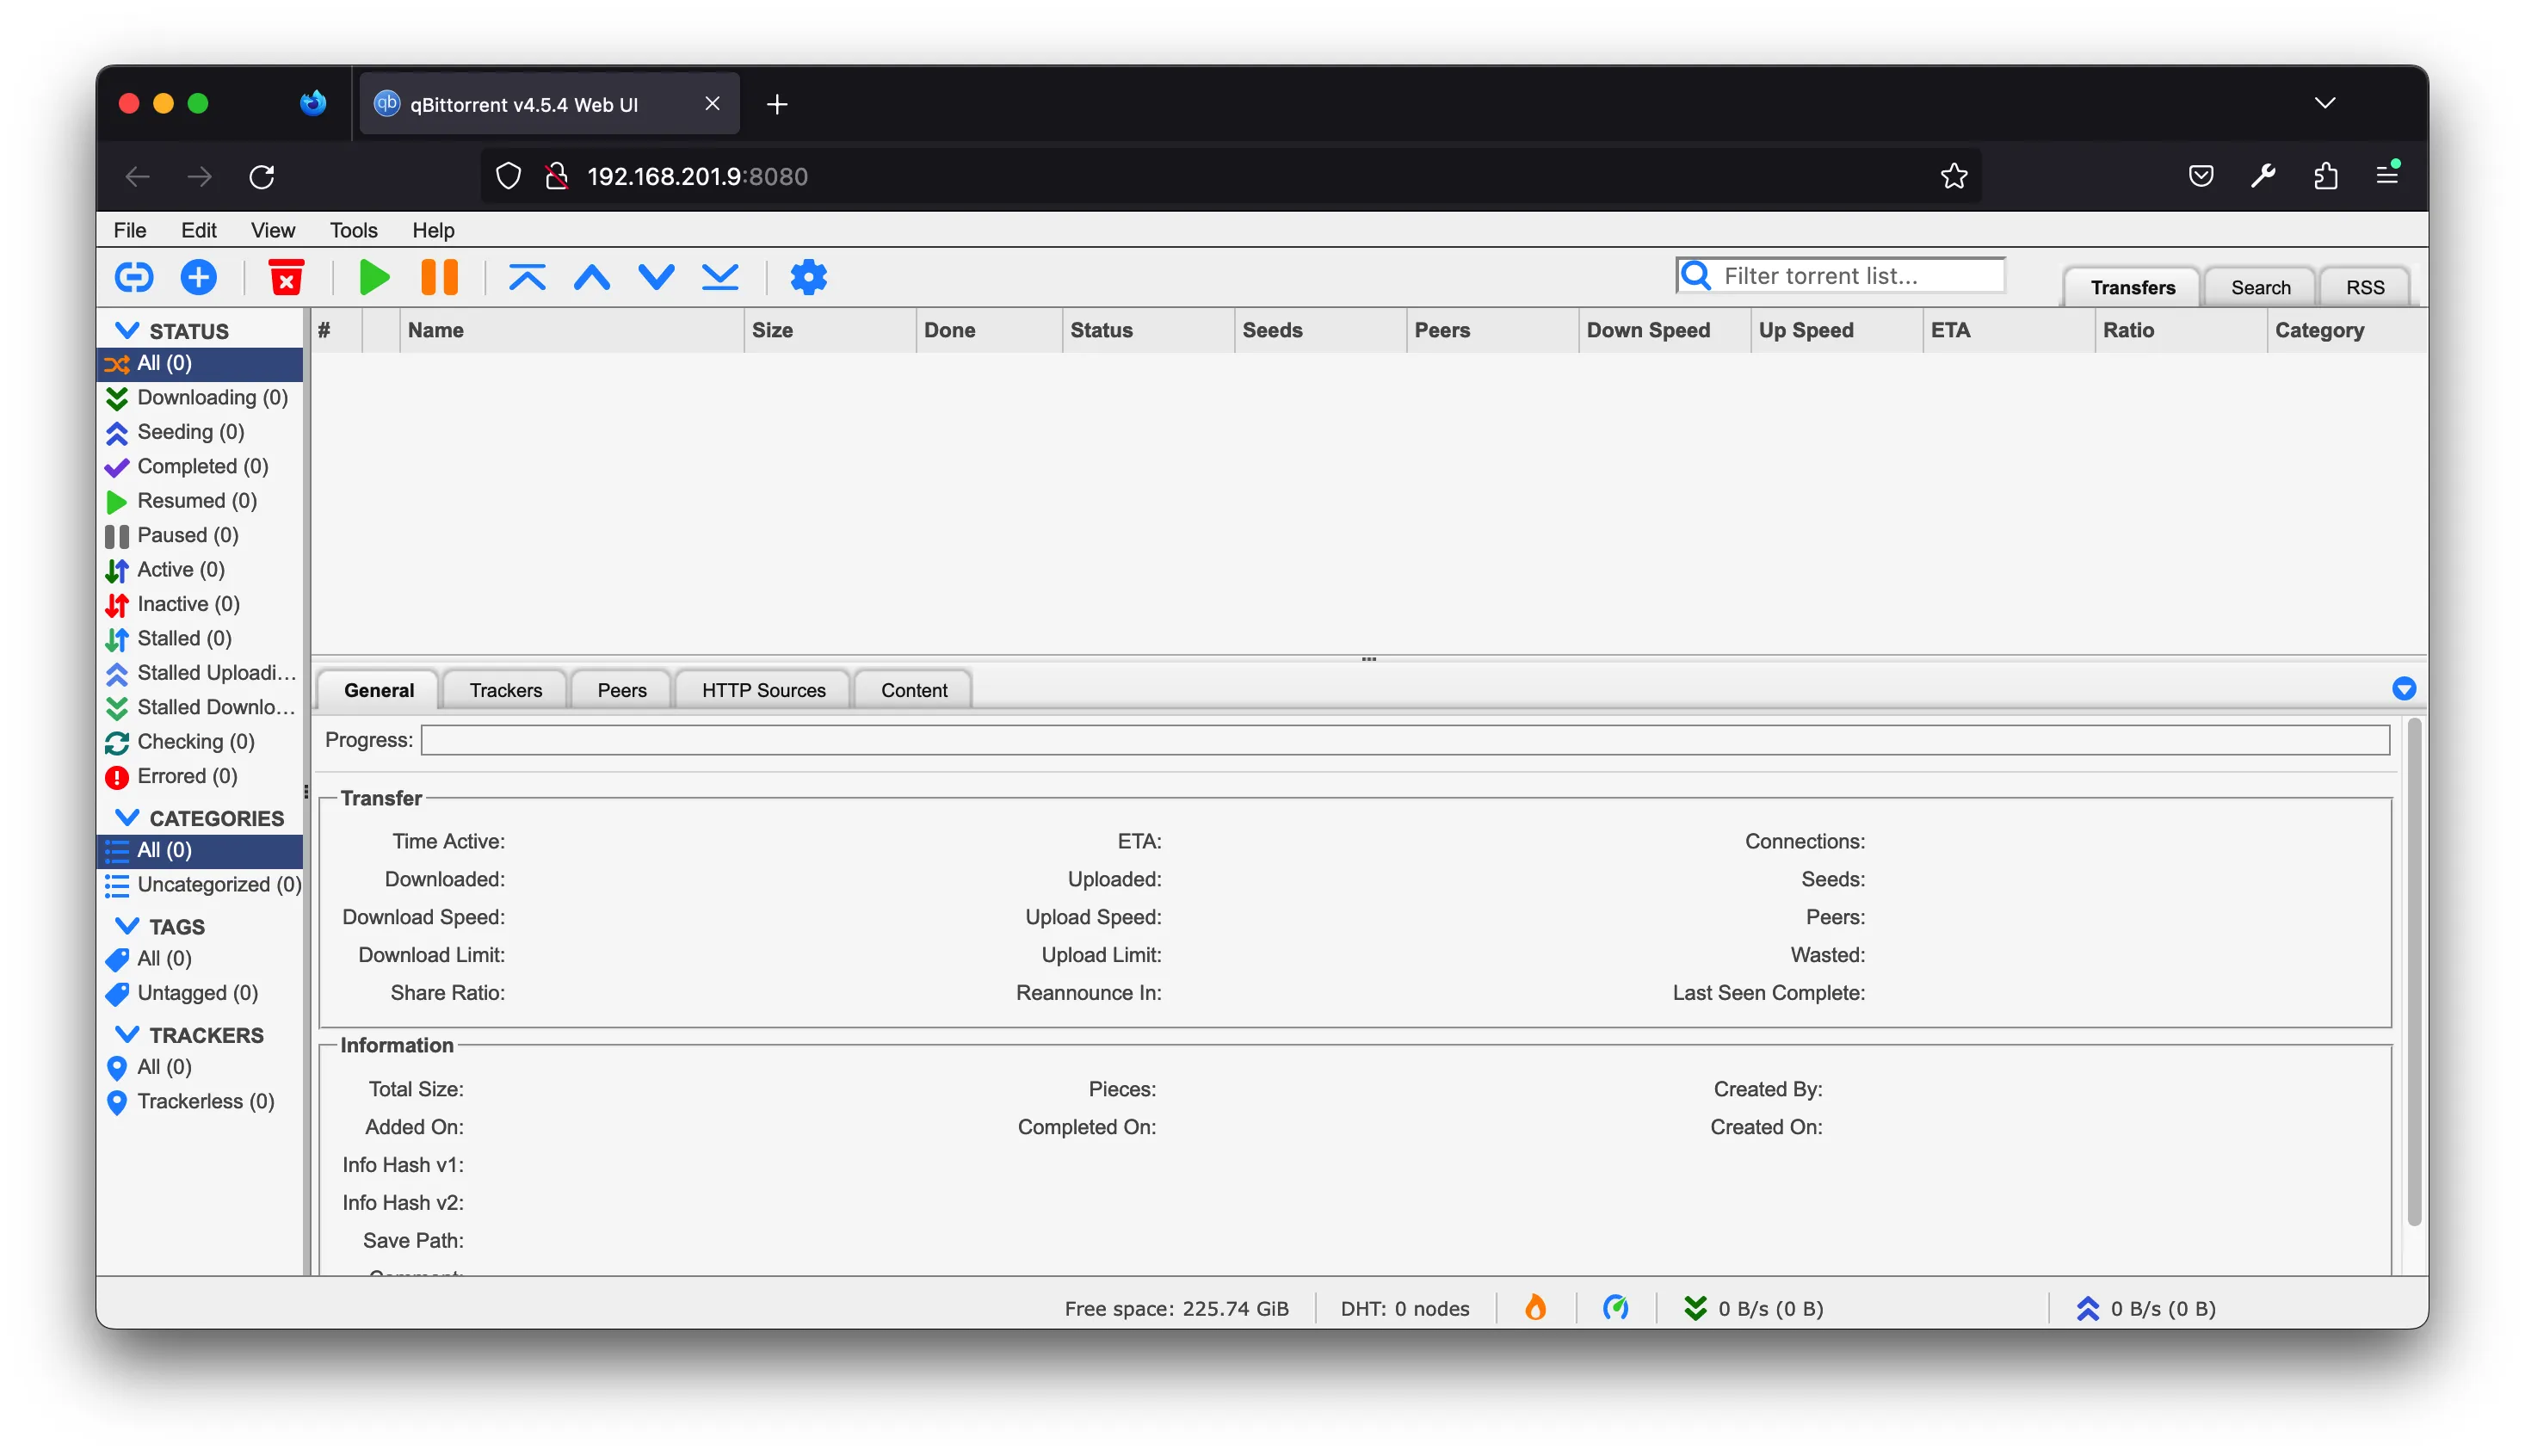 qb qBittorrent v4.5.4 Web UI
192.168.201.9:8080
File Edit View Tools Help
Filter torrent list...
Transfers Search RSS
STATUS
All (0)
Downloading (0)
Seeding (0)
Completed (0)
Resumed (0)
Paused (0)
Active (0)
Inactive (0)
Stalled (0)
Stalled Uploadi...
Stalled Downlo...
Checking (0)
Errored (0)
CATEGORIES
All (0)
Uncategorized (0)
TAGS
All (0)
Untagged (0)
TRACKERS
All (0)
Trackerless (0)
# Name Size Done Status Seeds Peers Down Speed Up Speed ETA Ratio Category
General Trackers Peers HTTP Sources Content
Progress:
Transfer
Time Active: ETA: Connections:
Downloaded: Uploaded: Seeds:
Download Speed: Upload Speed: Peers:
Download Limit: Upload Limit: Wasted:
Share Ratio: Reannounce In: Last Seen Complete:
Information
Total Size: Pieces: Created By:
Added On: Completed On: Created On:
Info Hash v1:
Info Hash v2:
Save Path:
Free space: 225.74 GiB DHT: 0 nodes 0 B/s (0 B) 0 B/s (0 B)